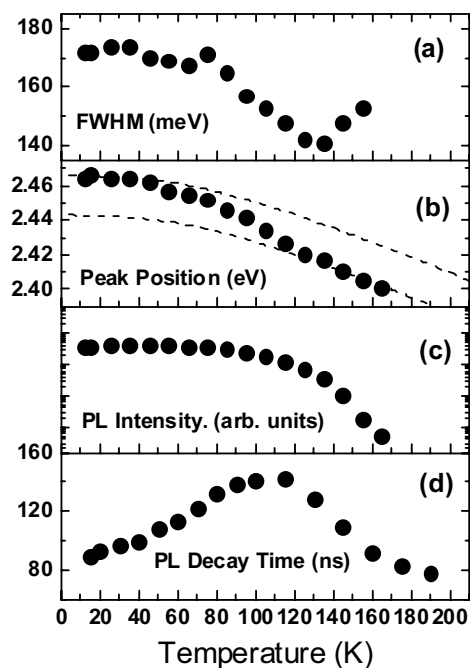 180
160
140
(a)
FWHM (meV)
2.46
2.44
2.42
2.40
(b)
Peak Position (eV)
(c)
PL Intensity. (arb. units)
160
120
80
(d)
PL Decay Time (ns)
0 20 40 60 80 100 120 140 160 180 200
Temperature (K)